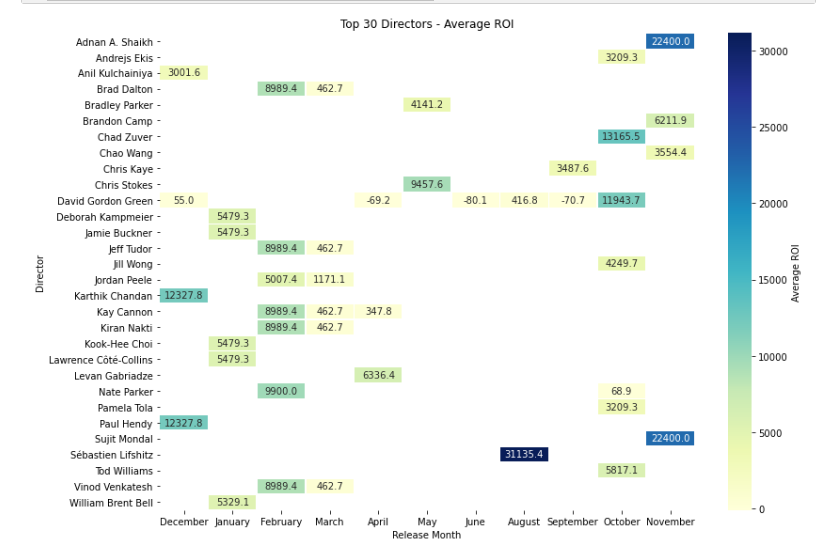 Top 30 Directors - Average ROI
Adnan A. Shaikh 22400.0
Andrejs Ekis 3209.3
Anil Kulchainiya 3001.6
Brad Dalton 8989.4 462.7
Bradley Parker 4141.2
Brandon Camp 6211.9
Chad Zuver 13165.5
Chao Wang 3554.4
Chris Kaye 3487.6
Chris Stokes 9457.6
David Gordon Green 55.0 -69.2 -80.1 416.8 -70.7 11943.7
Deborah Kampmeier 5479.3
Jamie Buckner 5479.3
Jeff Tudor 8989.4 462.7
Jill Wong 4249.7
Jordan Peele 5007.4 1171.1
Karthik Chandan 12327.8
Kay Cannon 8989.4 462.7 347.8
Kiran Nakti 8989.4 462.7
Kook-Hee Choi 5479.3
Lawrence Côté-Collins 5479.3
Levan Gabriadze 6336.4
Nate Parker 9900.0 68.9
Pamela Tola 3209.3
Paul Hendy 12327.8
Sujit Mondal 22400.0
Sébastien Lifshitz 31135.4
Tod Williams 5817.1
Vinod Venkatesh 8989.4 462.7
William Brent Bell 5329.1
December January February March April May June August September October November
Release Month
Director
30000
25000
20000
15000
10000
5000
0
Average ROI